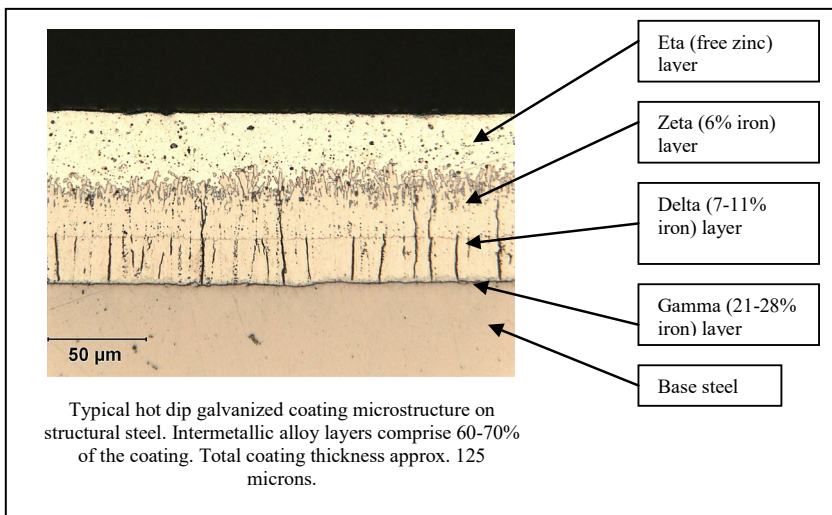 Eta (free zinc)
layer
Zeta (6% iron)
layer
Delta (7-11%
iron) layer
Gamma (21-28%
iron) layer
Base steel
50 µm
Typical hot dip galvanized coating microstructure on
structural steel. Intermetallic alloy layers comprise 60-70%
of the coating. Total coating thickness approx. 125
microns.